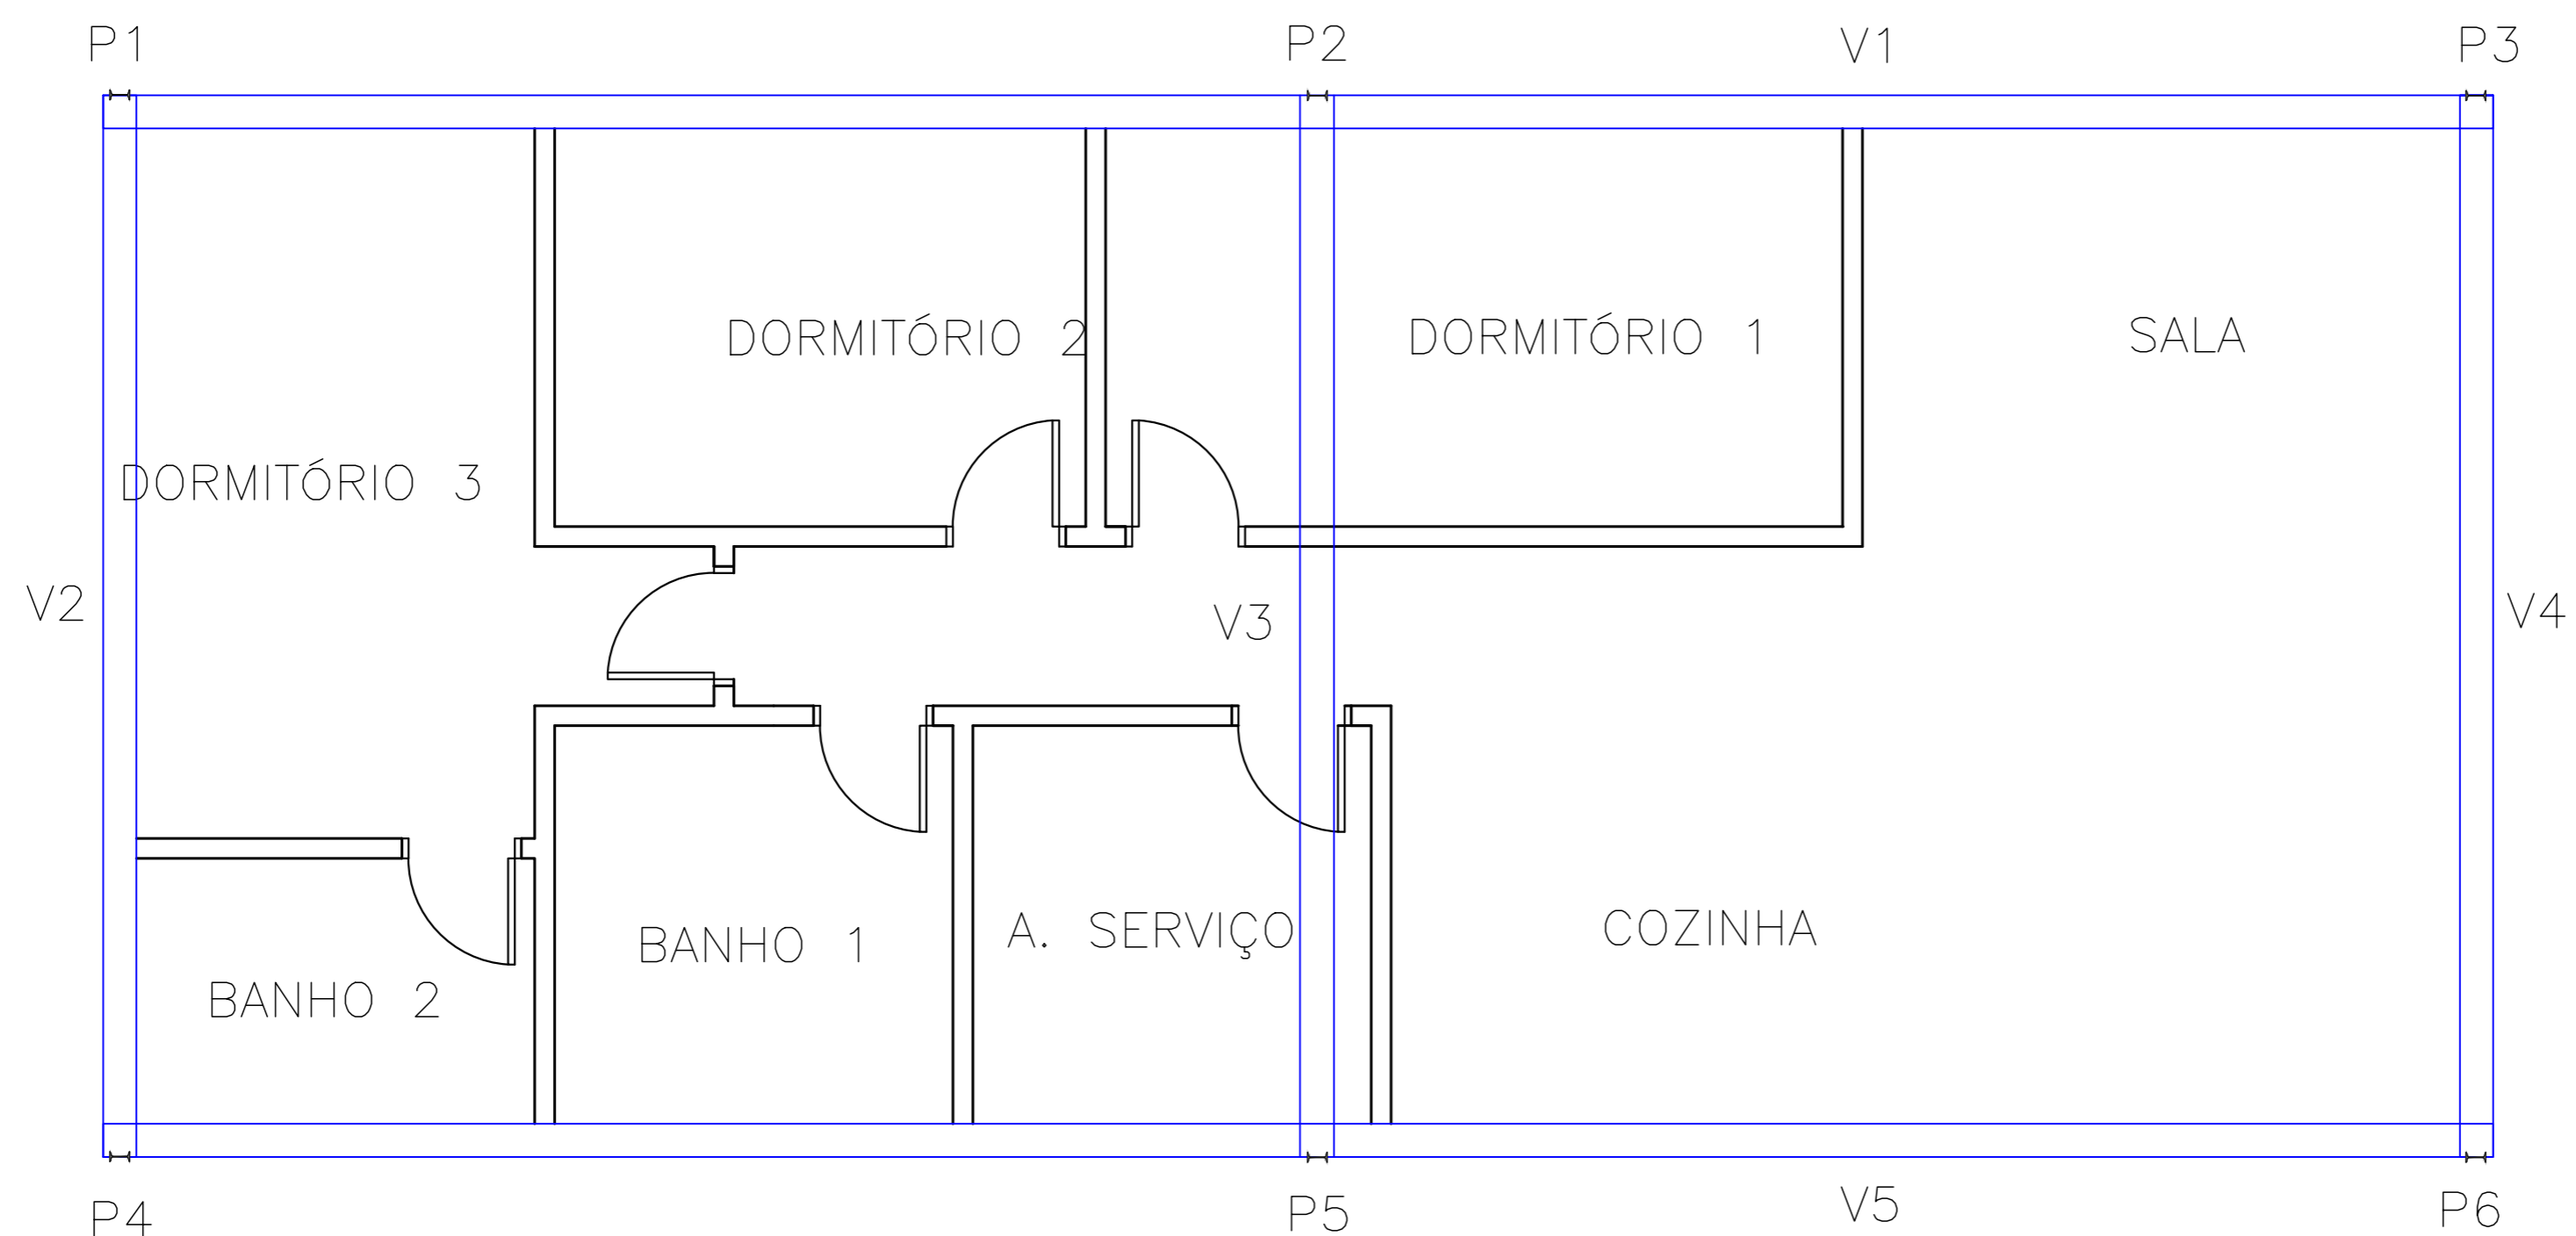 P1
P2
V1
P3
DORMITÓRIO 2
DORMITÓRIO 1
SALA
DORMITÓRIO 3
V2
V3
V4
A. SERVIÇO
COZINHA
BANHO 1
BANHO 2
P4
P5
V5
P6